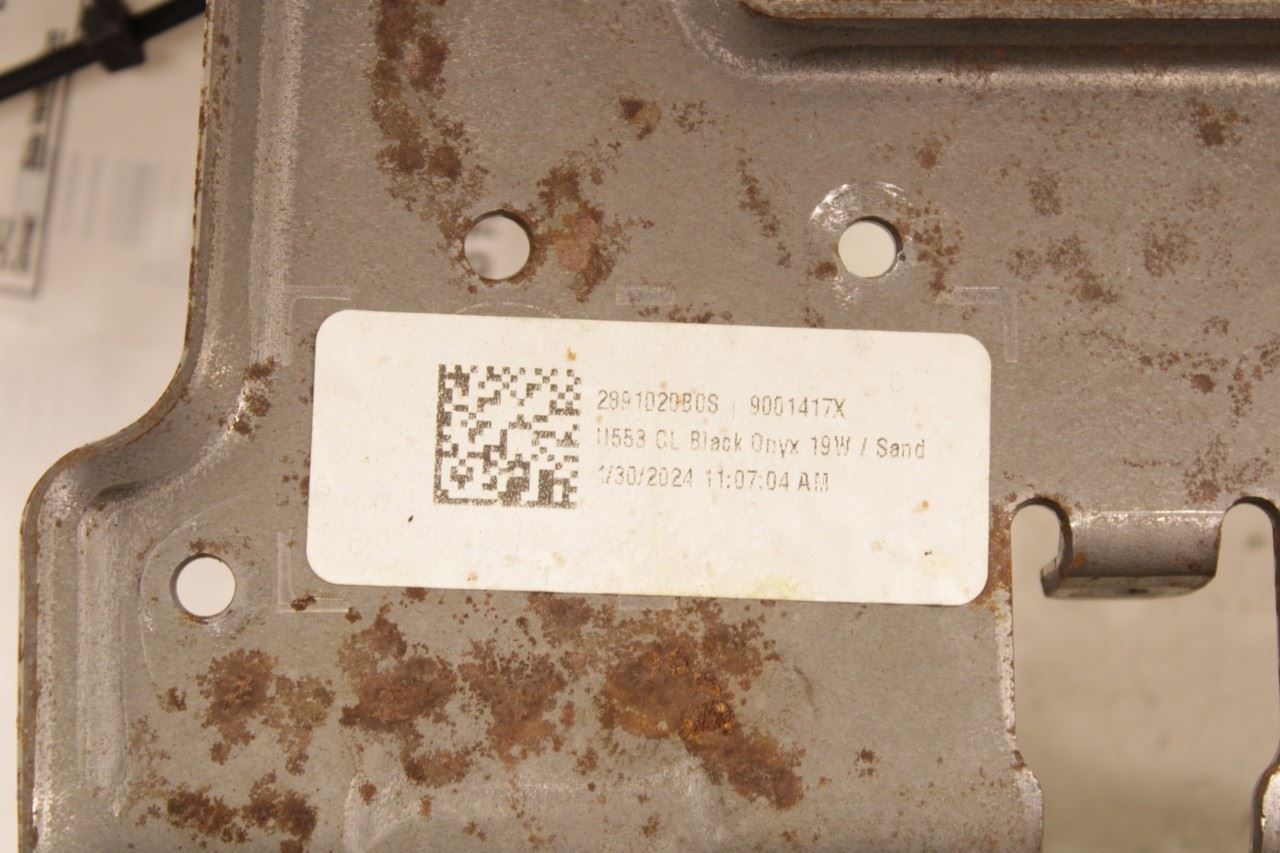 2891020B0S | 9001417X
U553 CL Black Onyx 19W / Sand
1/30/2024 11:07:04 AM